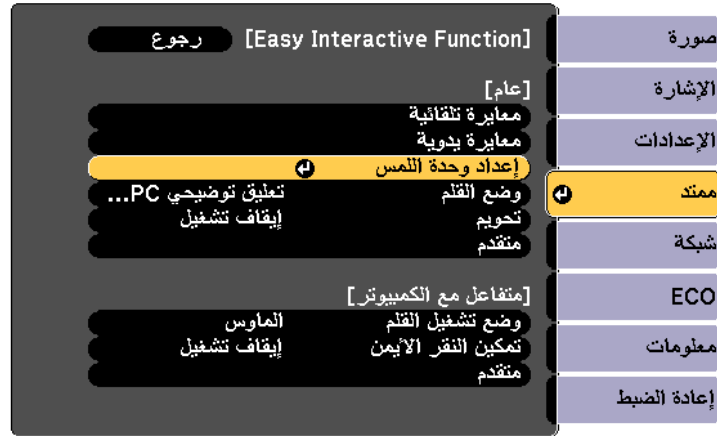 [Easy Interactive Function] رجوع
[عام]
معايرة تلقائية
معايرة يدوية
إعداد وحدة اللمس
وضع القلم تعليق توضيحي PC...
تحويم إيقاف تشغيل
متقدم
[متفاعل مع الكمبيوتر]
وضع تشغيل القلم الماوس
تمكين النقر الأيمن إيقاف تشغيل
متقدم
صورة
الإشارة
الإعدادات
ممتد
شبكة
ECO
معلومات
إعادة الضبط